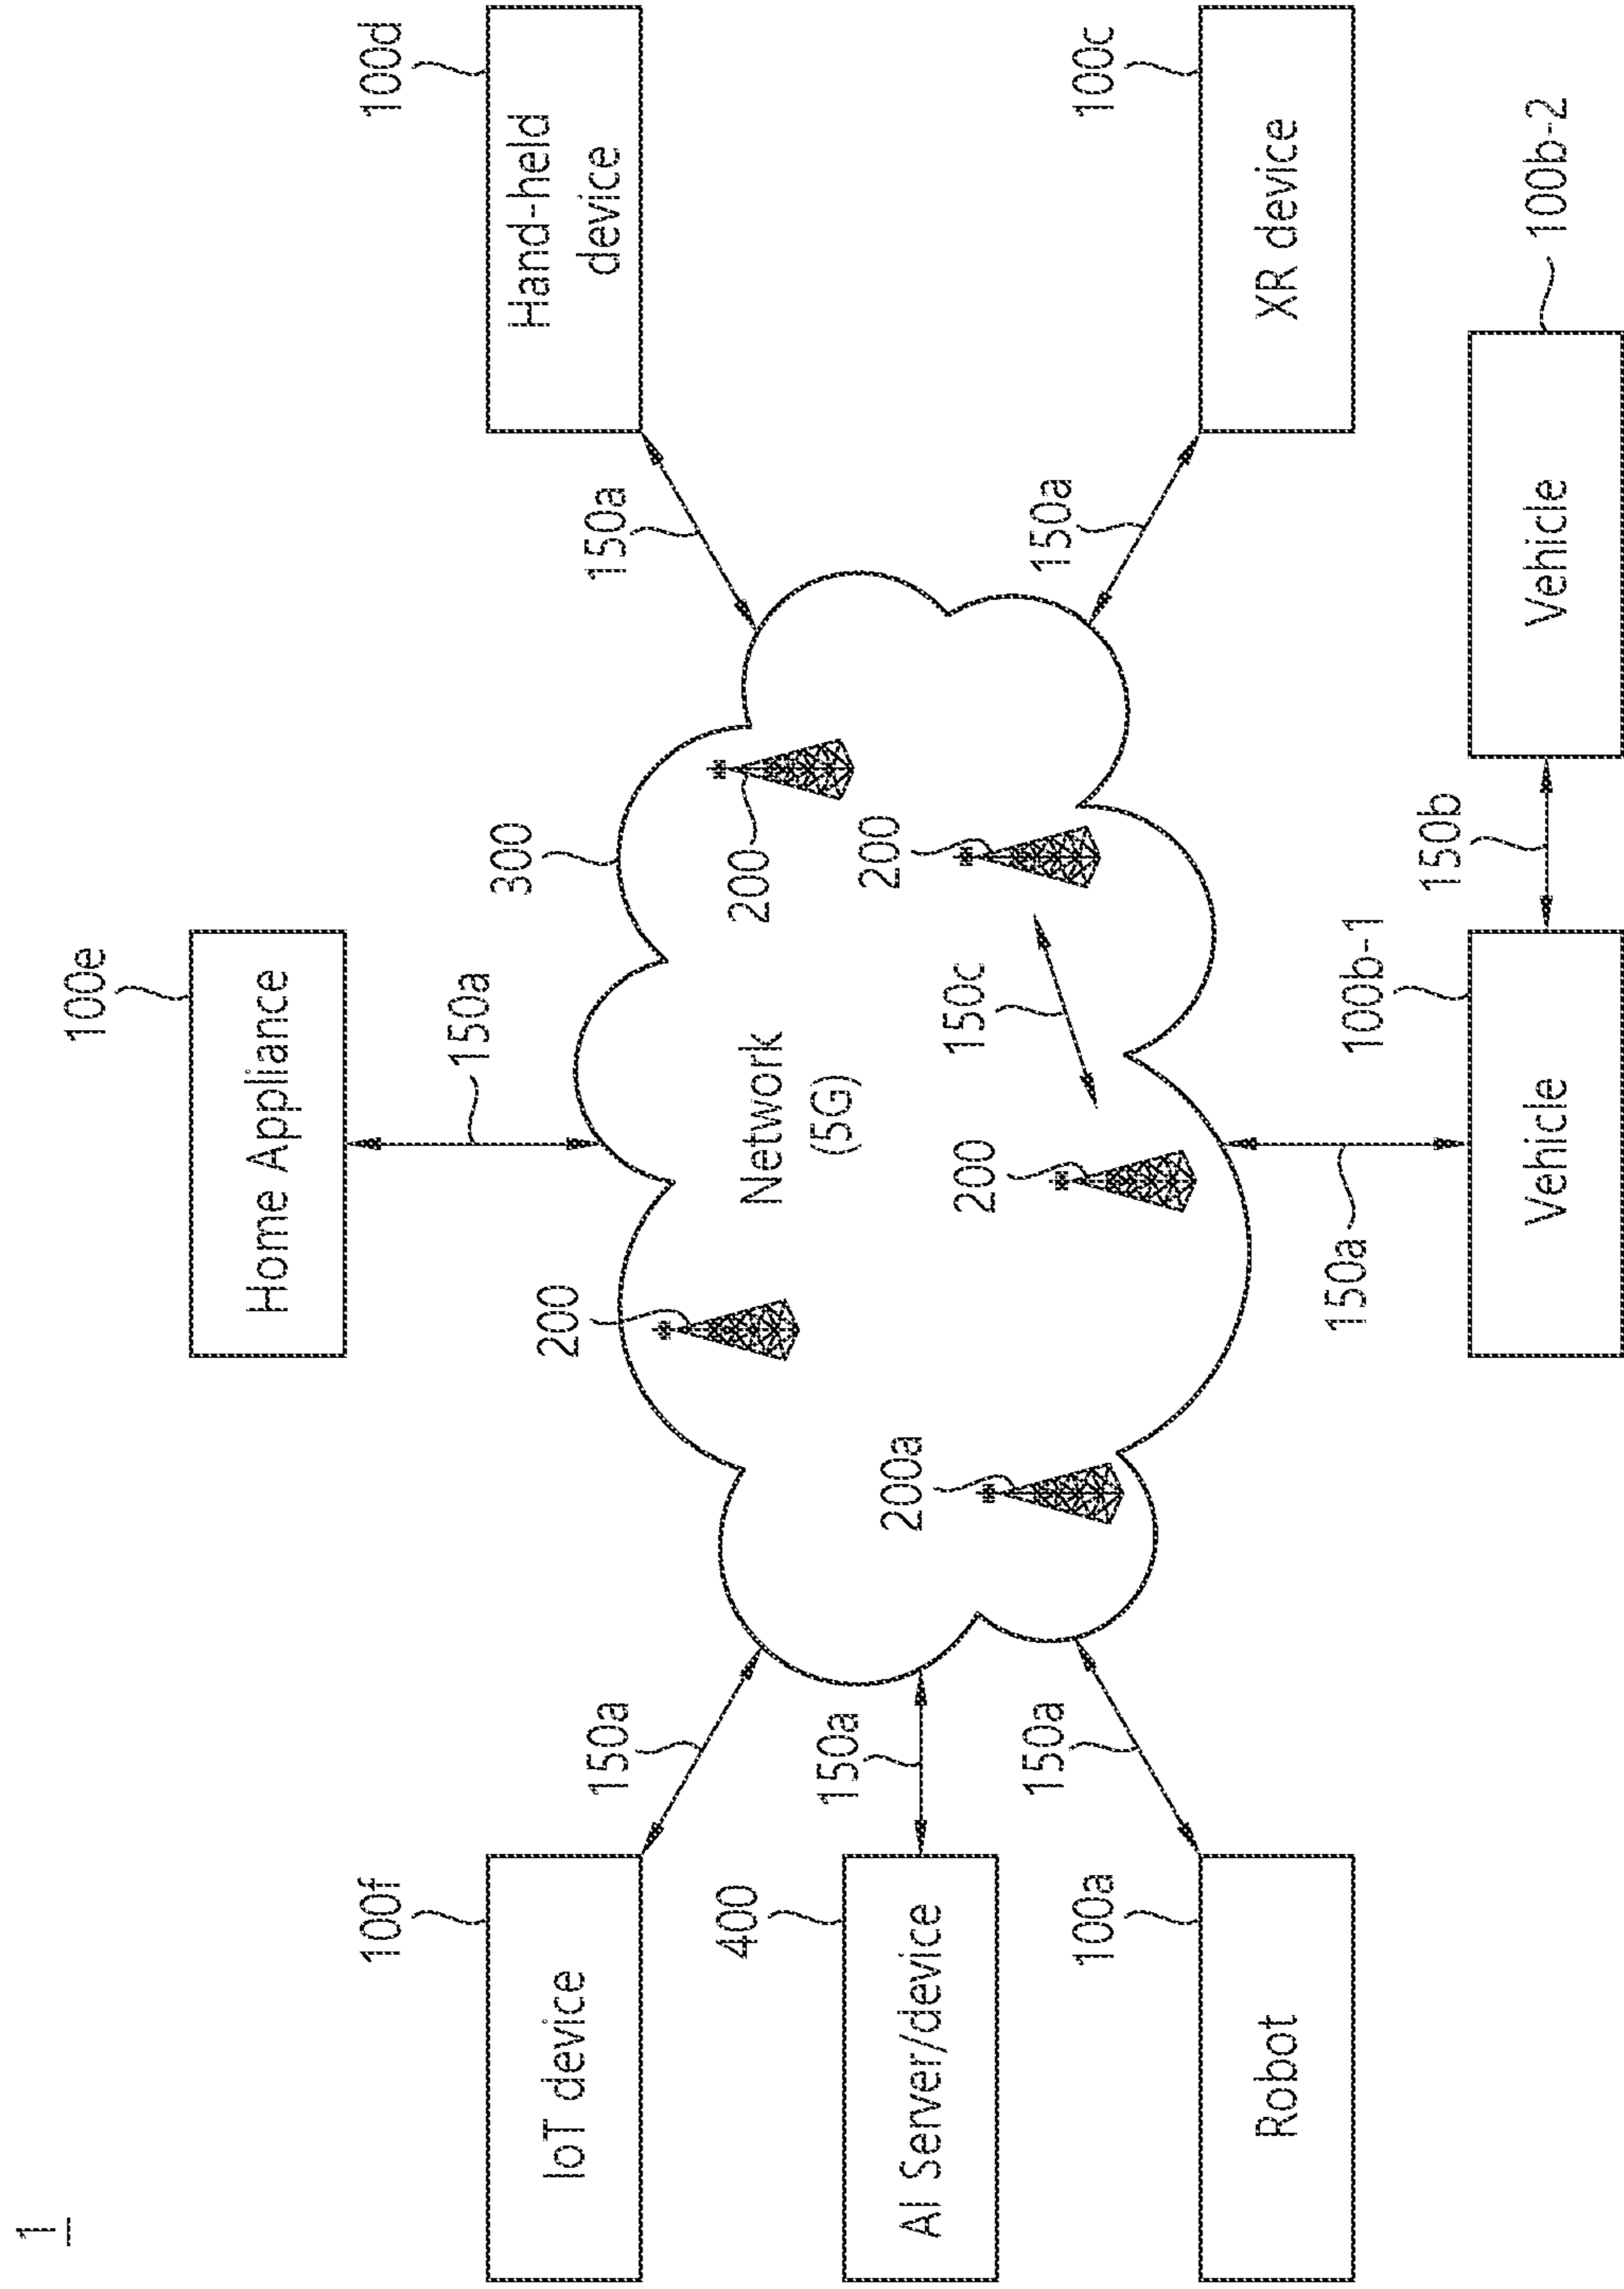 1
100e
Home Appliance
150a
100f
IoT device
150a
300
100d
Hand-held
device
150a
200
200
Network
(5G)
400
AI Server/device
150a
200a
200
150c
200
100a
Robot
150a
150a
100c
XR device
150a
100b-1
Vehicle
150b
Vehicle
100b-2